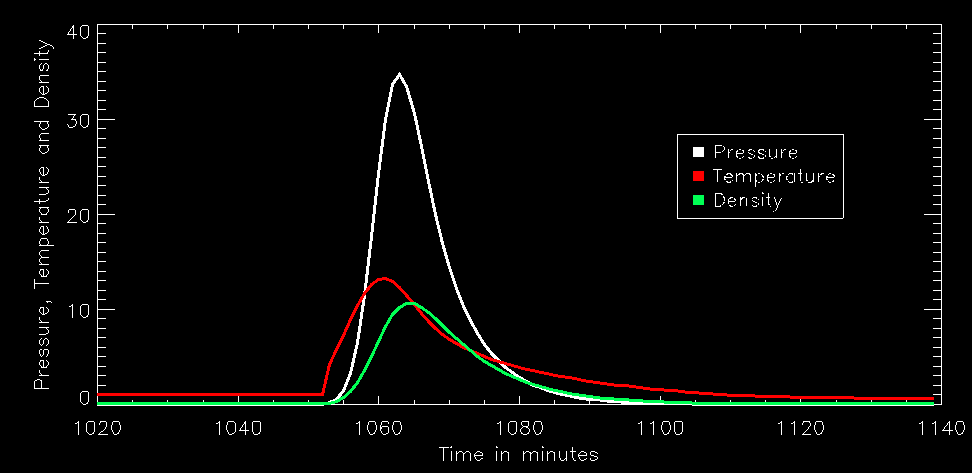 40
30
20
10
0
Pressure, Temperature and Density
Pressure
Temperature
Density
1020 1040 1060 1080 1100 1120 1140
Time in minutes